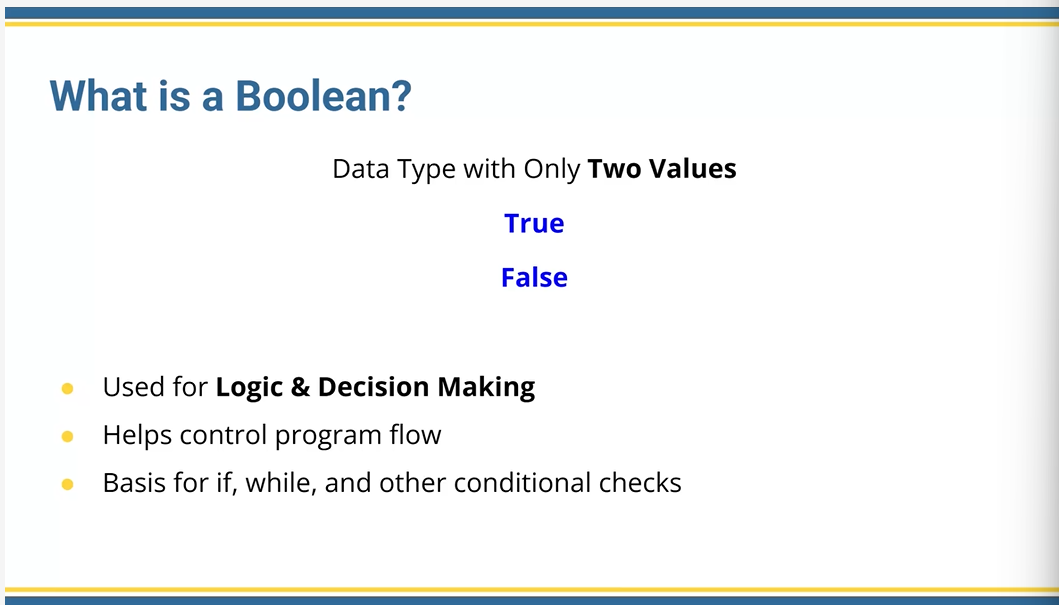 What is a Boolean?
Data Type with Only Two Values
True
False
Used for Logic & Decision Making
Helps control program flow
Basis for if, while, and other conditional checks